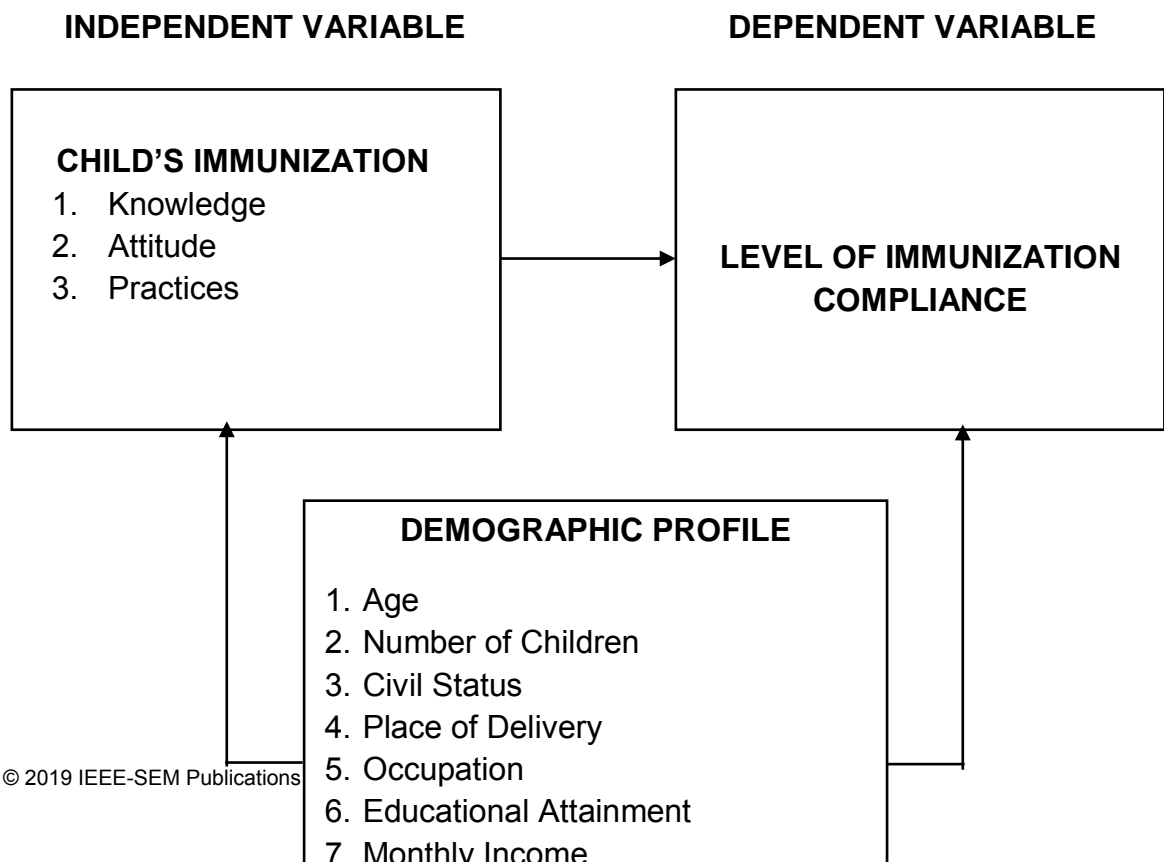 INDEPENDENT VARIABLE
DEPENDENT VARIABLE
CHILD’S IMMUNIZATION
1. Knowledge
2. Attitude
3. Practices
LEVEL OF IMMUNIZATION
COMPLIANCE
DEMOGRAPHIC PROFILE
1. Age
2. Number of Children
3. Civil Status
4. Place of Delivery
5. Occupation
6. Educational Attainment
7. Monthly Income
© 2019 IEEE-SEM Publications